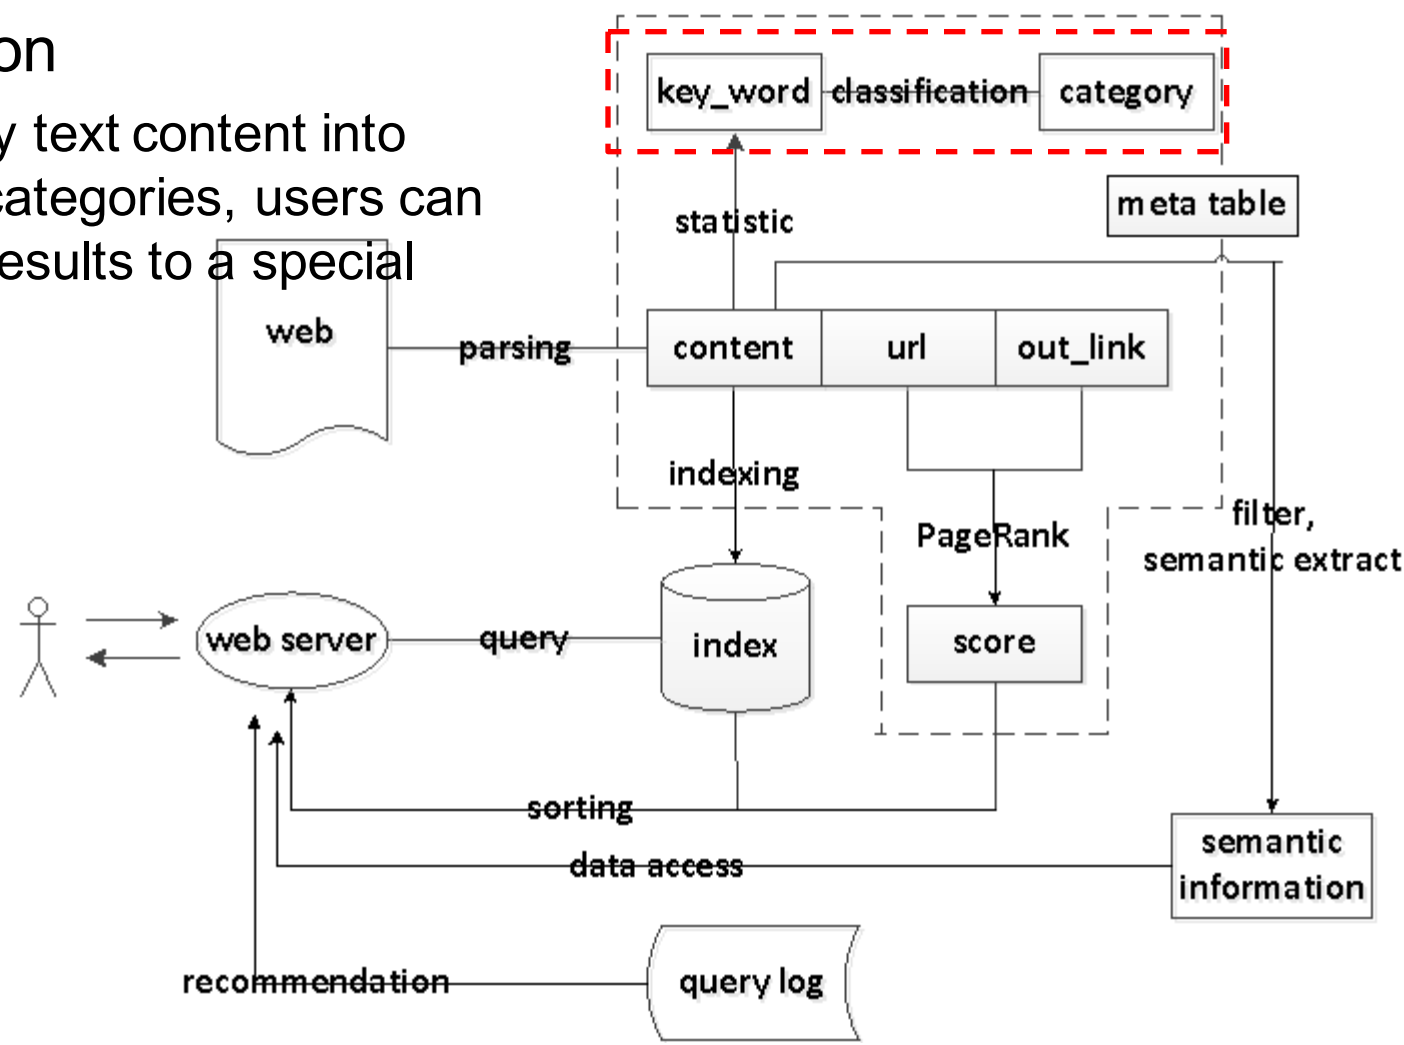 on
y text content into
categories, users can
esults to a special
key_word classification category
meta table
statistic
web
parsing
content url out_link
indexing
PageRank
filter,
semantic extract
web server
query
index
score
sorting
semantic
information
data access
recommendation
query log